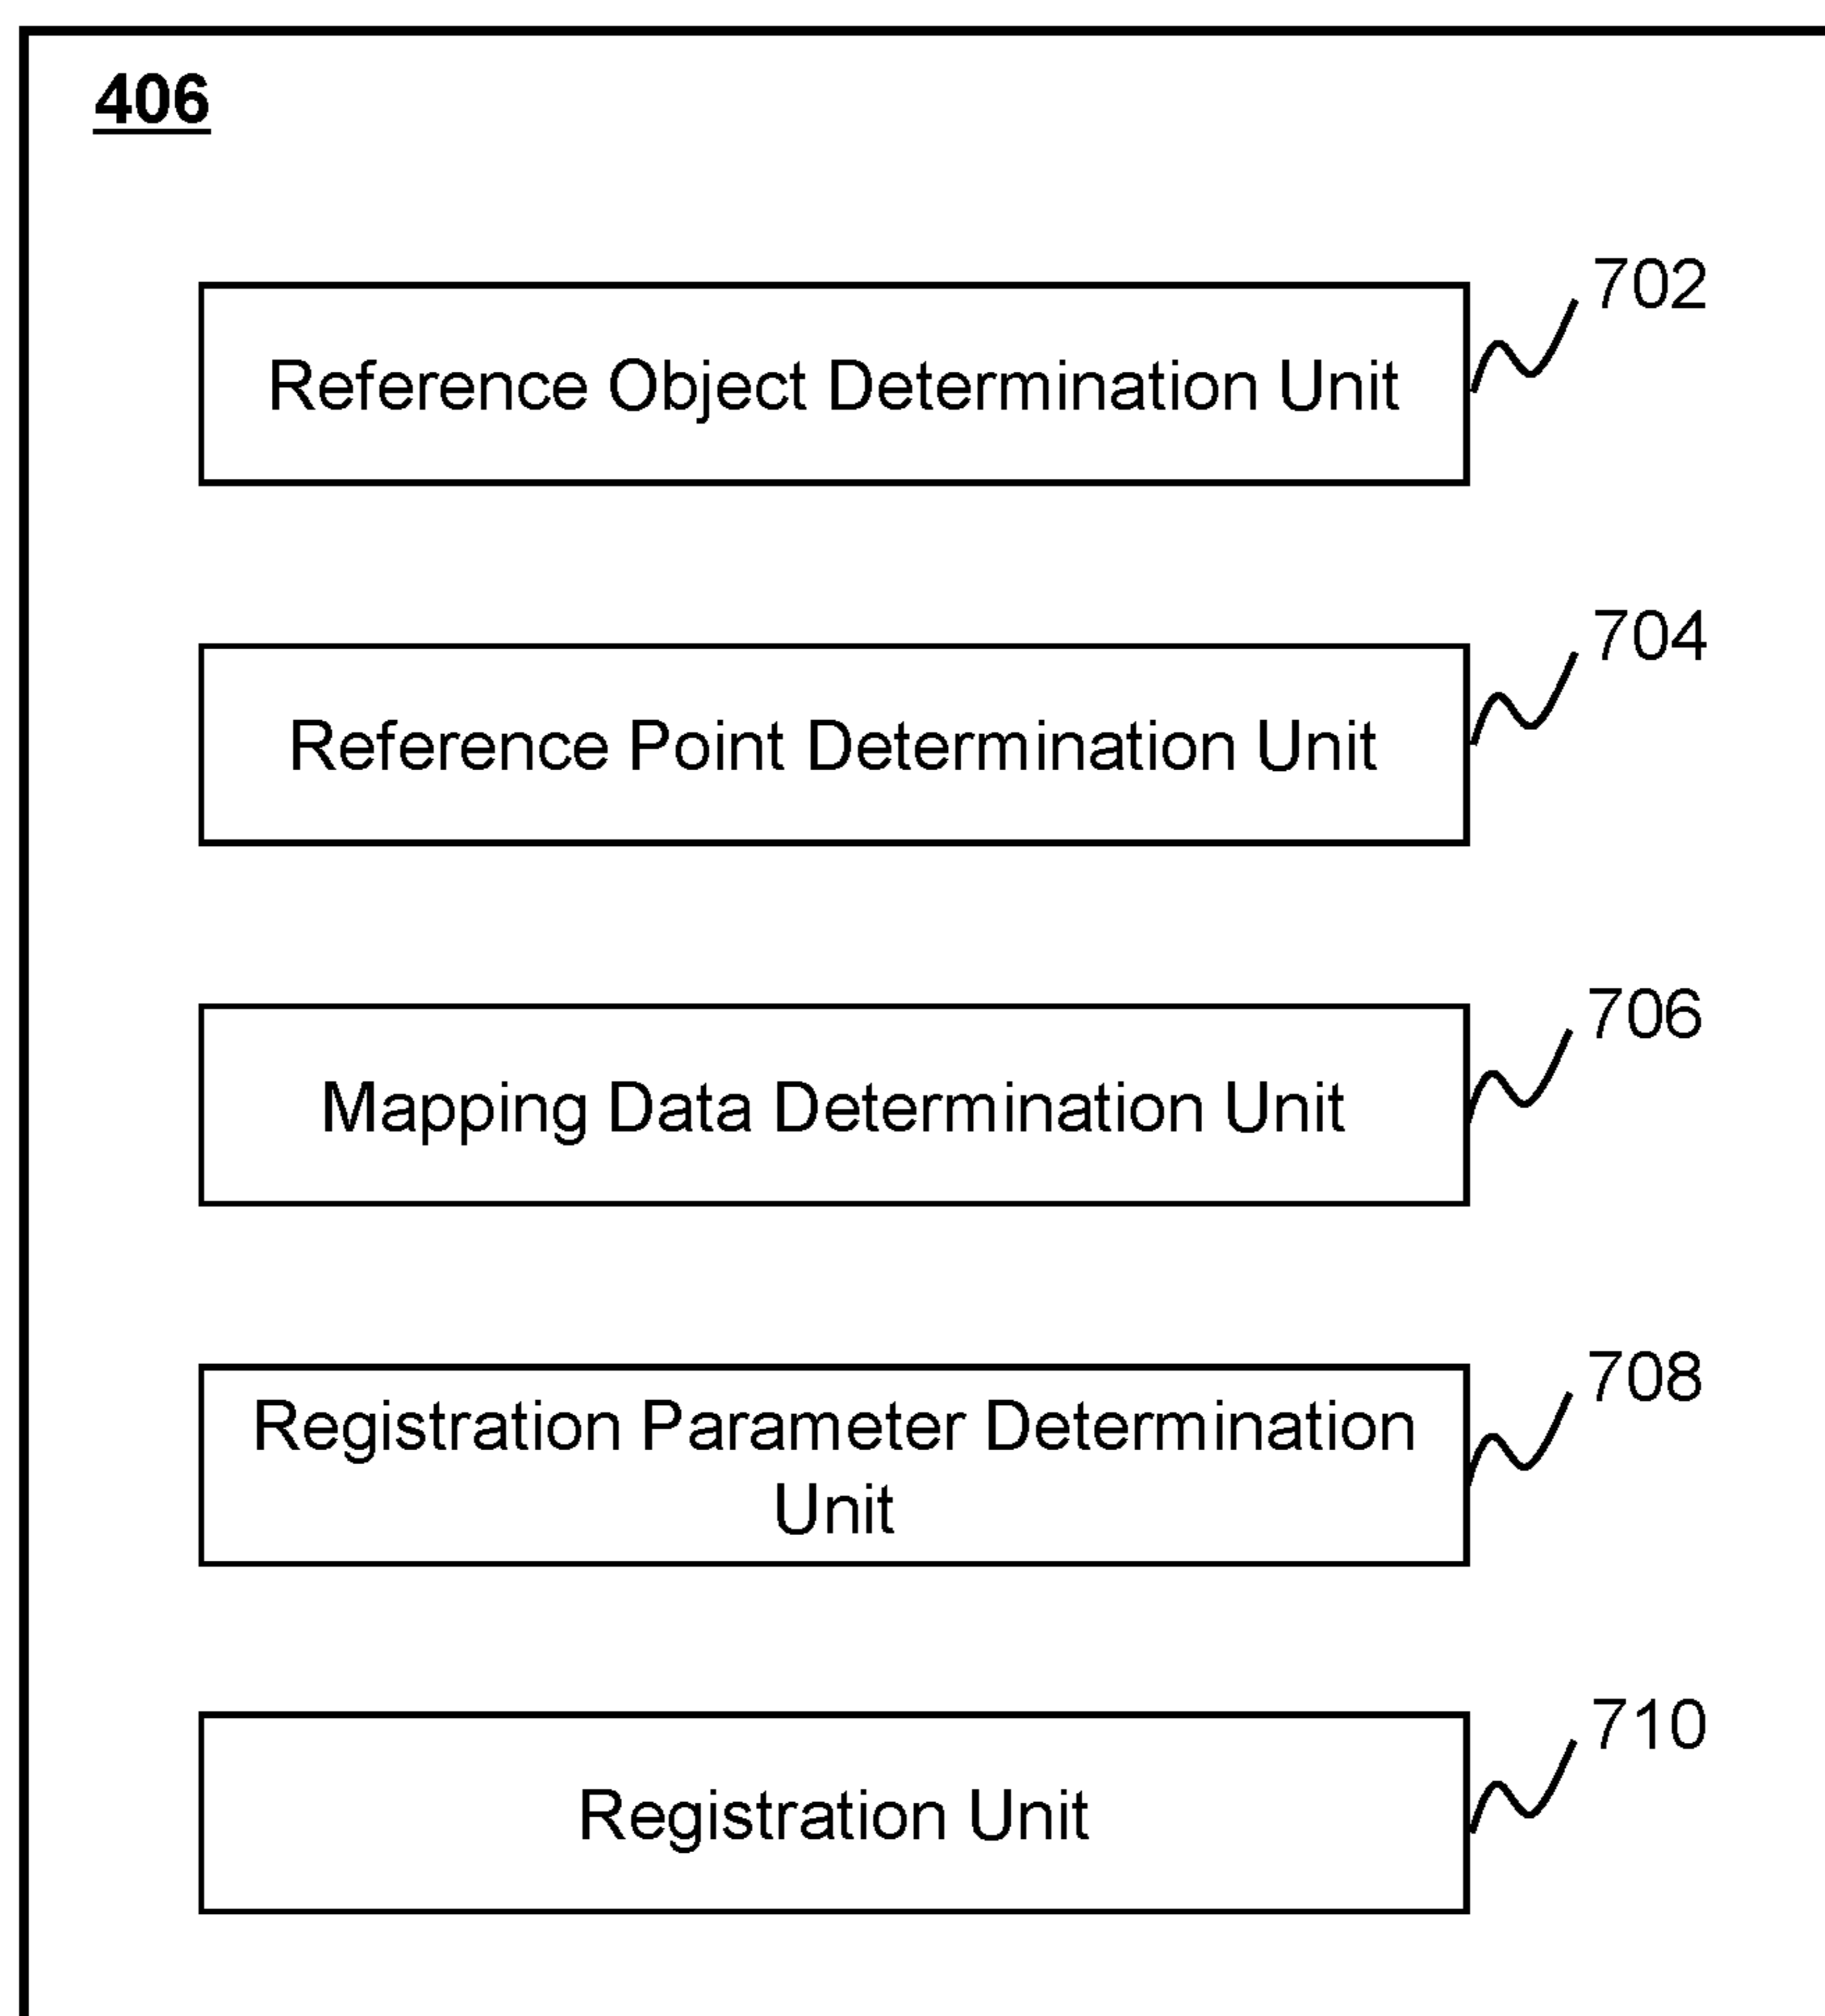 406
702
Reference Object Determination Unit
704
Reference Point Determination Unit
706
Mapping Data Determination Unit
708
Registration Parameter Determination
Unit
710
Registration Unit